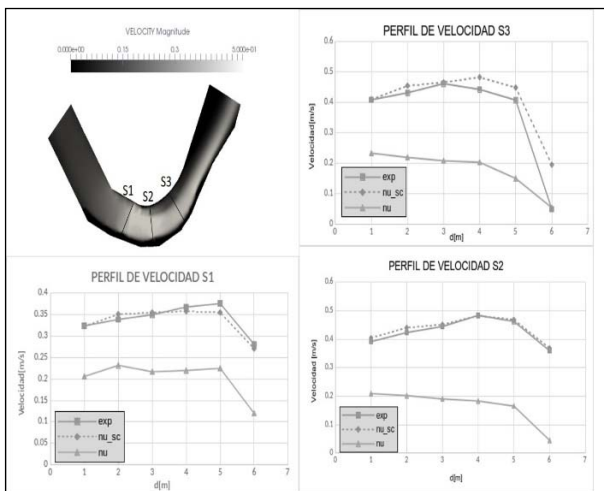 VELOCITY Magnitude
0.000e+00 0.15 0.3 5.000e-01
S1
S2
S3
PERFIL DE VELOCIDAD S3
Velocidad[m/s]
0.6
0.5
0.4
0.3
0.2
0.1
0
exp
nu_sc
nu
0 1 2 3 4 5 6 7
d[m]
PERFIL DE VELOCIDAD S1
Velocidad[m/s]
0.4
0.35
0.3
0.25
0.2
0.15
0.1
0.05
0
exp
nu_sc
nu
0 1 2 3 4 5 6 7
d[m]
PERFIL DE VELOCIDAD S2
Velocidad [m/s]
0.6
0.5
0.4
0.3
0.2
0.1
0
exp
nu_sc
nu
0 1 2 3 4 5 6 7
d[m]